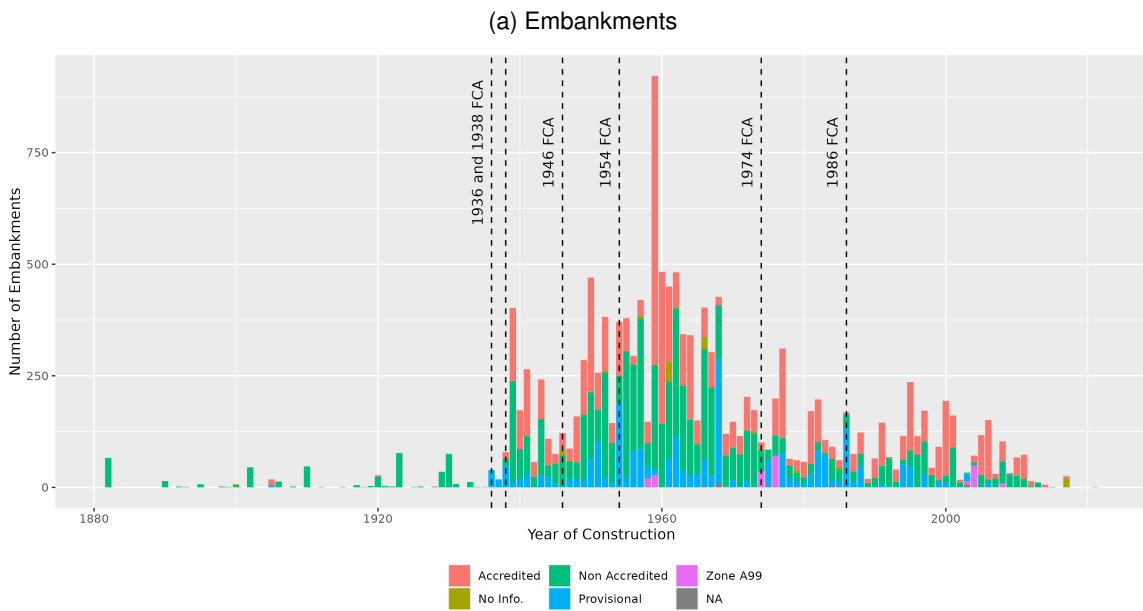 (a) Embankments
Number of Embankments
750
500
250
0
1936 and 1938 FCA
1946 FCA
1954 FCA
1974 FCA
1986 FCA
1880
1920
1960
2000
Year of Construction
Accredited
Non Accredited
Zone A99
No Info.
Provisional
NA